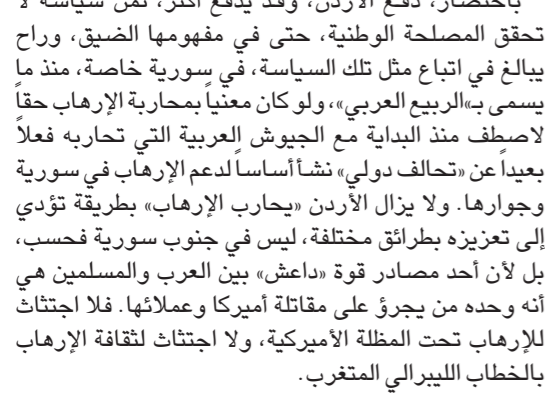 باختصار، دفع الأردن، وقد يدفع أكثر، ثمن سياسة لا
تحقق المصلحة الوطنية، حتى في مفهومها الضيق، وراح
يبالغ في اتباع مثل تلك السياسة، في سورية خاصة، منذ ما
يسمى بـ«الربيع العربي»، ولو كان معنياً بمحاربة الإرهاب حقاً
لاصطف منذ البداية مع الجيوش العربية التي تحاربه فعلاً
بعيداً عن «تحالف دولي» نشأ أساساً لدعم الإرهاب في سورية
وجوارها. ولا يزال الأردن «يحارب الإرهاب» بطريقة تؤدي
إلى تعزيزه بطرائق مختلفة، ليس في جنوب سورية فحسب،
بل لأن أحد مصادر قوة «داعش» بين العرب والمسلمين هي
أنه وحده من يجرؤ على مقاتلة أميركا وعملائها. فلا اجتثاث
للإرهاب تحت المظلة الأميركية، ولا اجتثاث لثقافة الإرهاب
بالخطاب الليبرالي المتغرب.